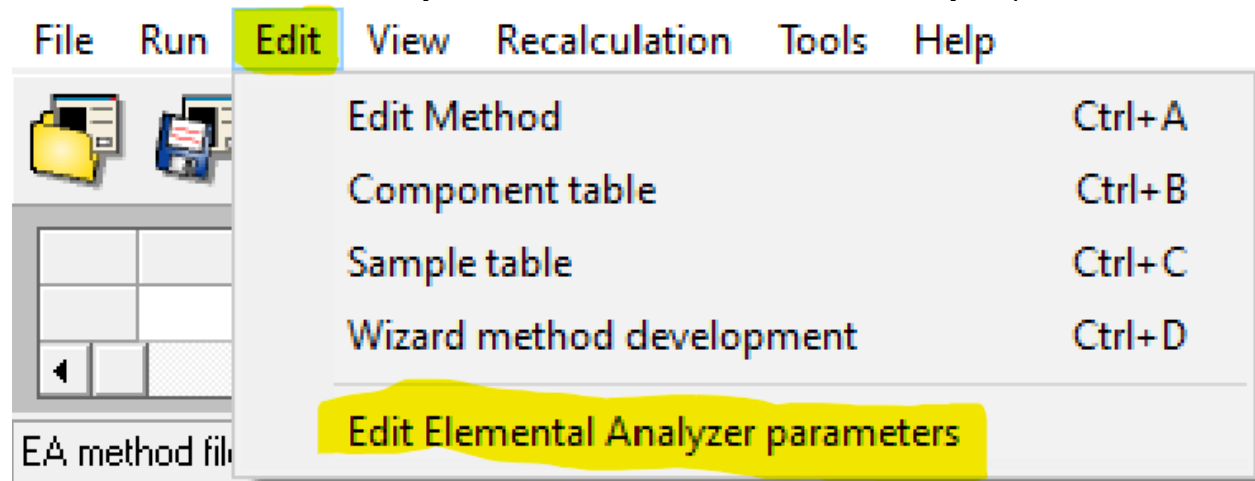 File Run Edit View Recalculation Tools Help
Edit Method Ctrl+A
Component table Ctrl+B
Sample table Ctrl+C
Wizard method development Ctrl+D
Edit Elemental Analyzer parameters
EA method